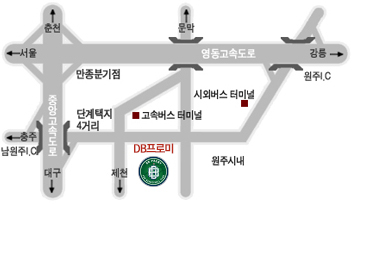 춘천
문막
서울
영동고속도로
강릉
만종분기점
원주I.C
시외버스 터미널
중앙고속도로
단계택지
4거리
고속버스 터미널
충주
남원주I.C
DB프로미
원주시내
대구
제천